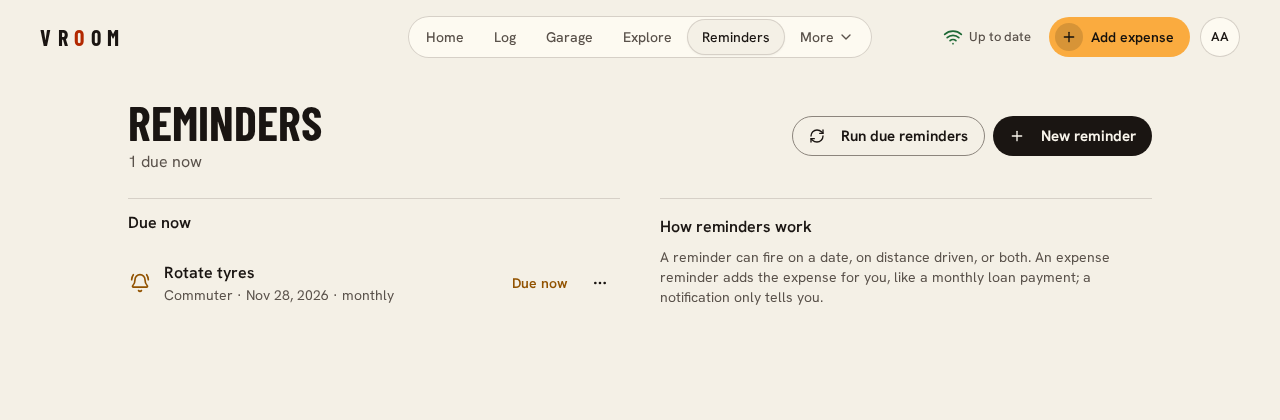 VROOM
Home
Log
Garage
Explore
Reminders
More
Up to date
Add expense
AA
REMINDERS
1 due now
Run due reminders
New reminder
Due now
Rotate tyres
Commuter · Nov 28, 2026 · monthly
Due now
How reminders work
A reminder can fire on a date, on distance driven, or both. An expense
reminder adds the expense for you, like a monthly loan payment; a
notification only tells you.